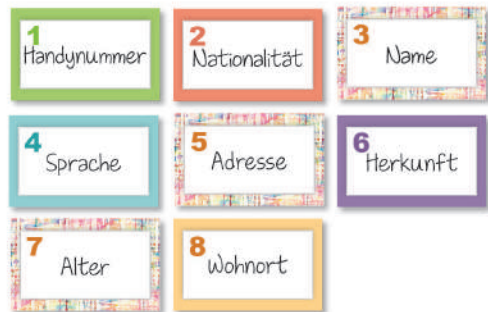 1
Handynummer
2
Nationalität
3
Name
4
Sprache
5
Adresse
6
Herkunft
7
Alter
8
Wohnort